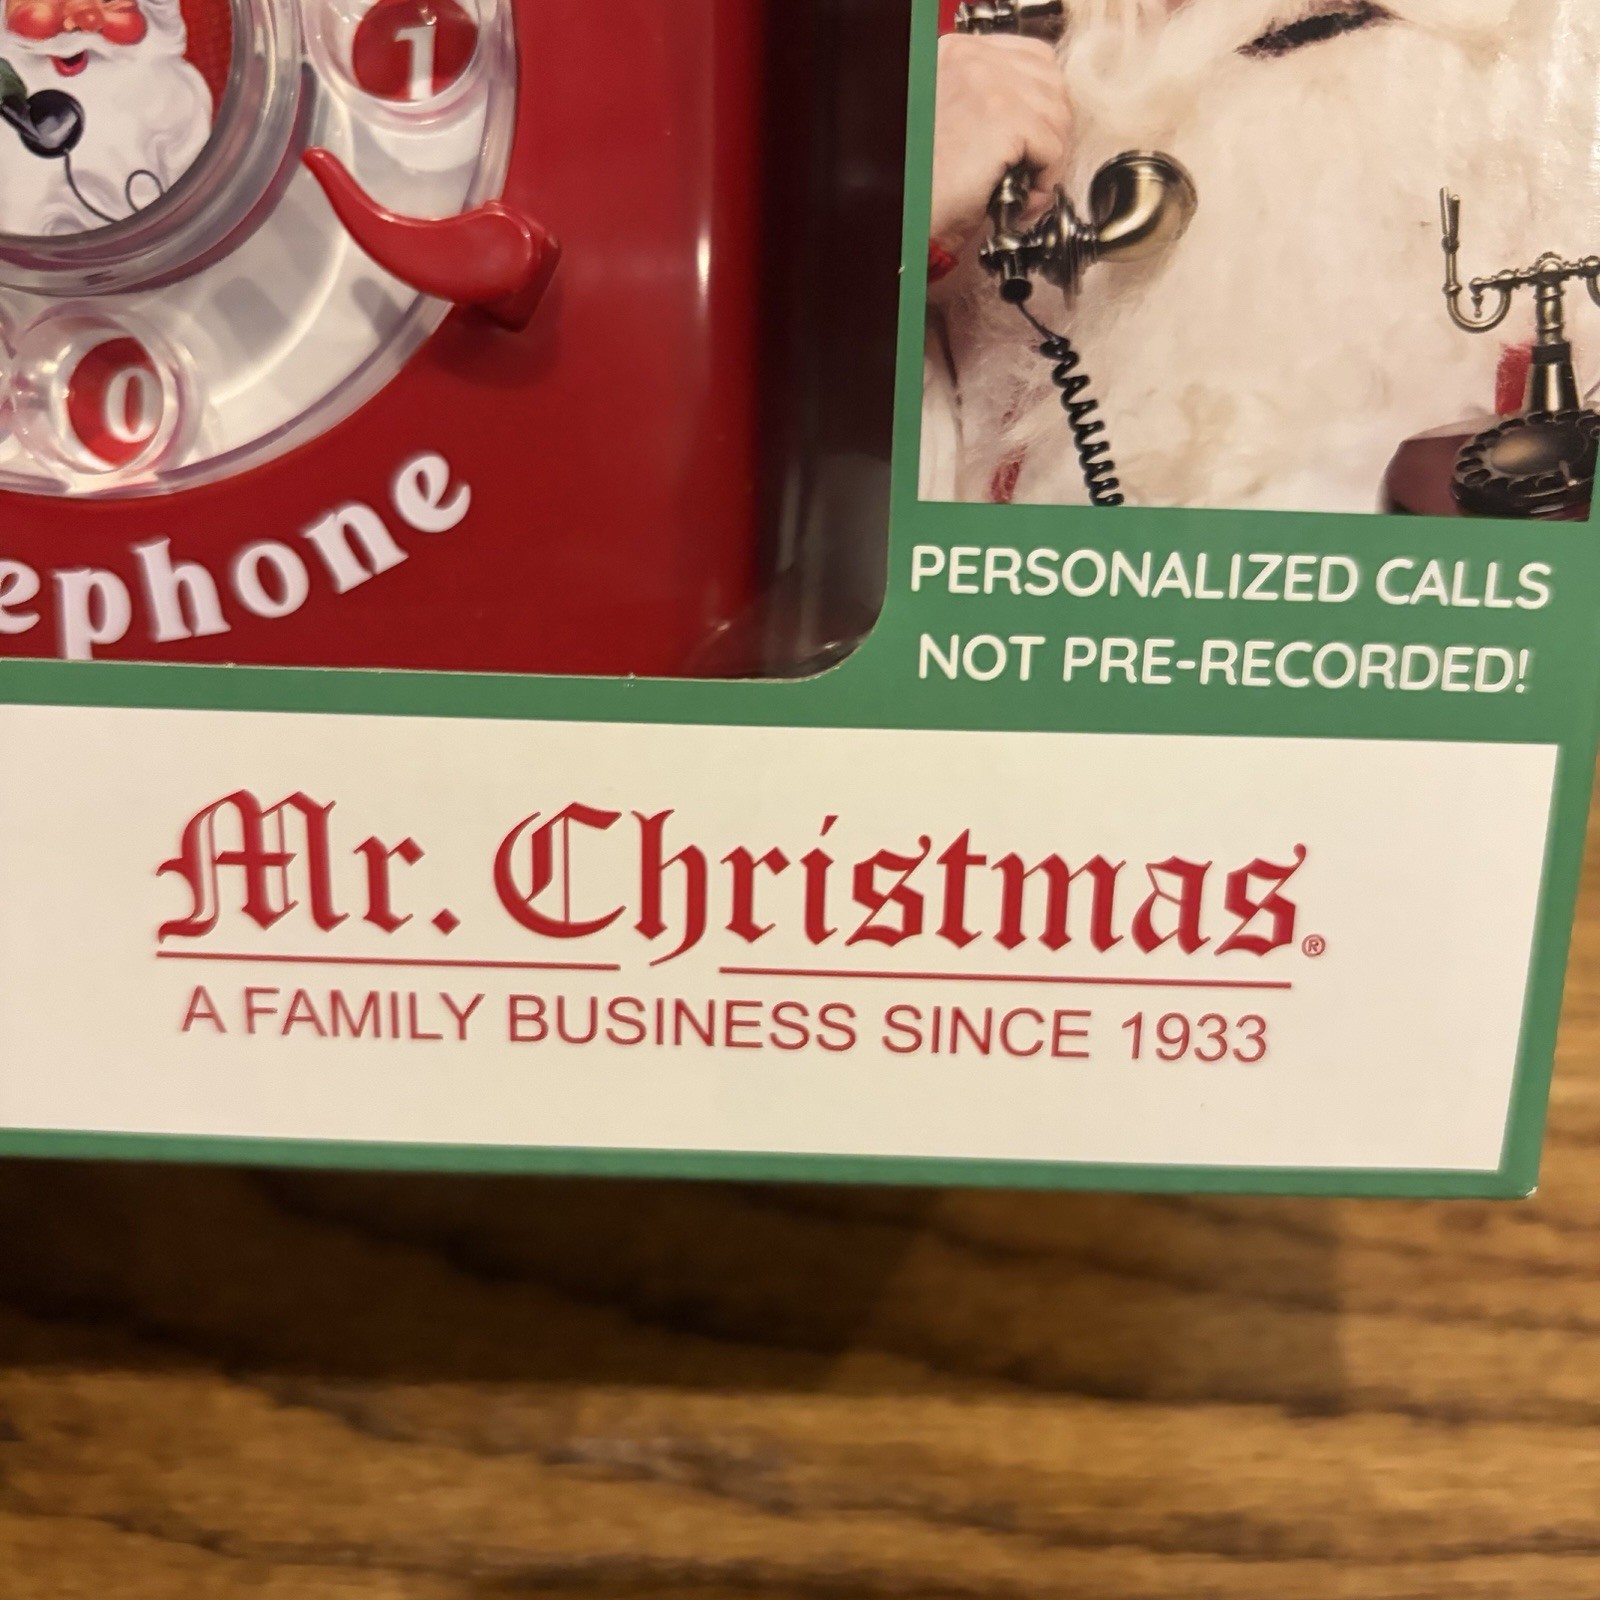 1
0
ephone
PERSONALIZED CALLS
NOT PRE-RECORDED!
Mr. Christmas®
A FAMILY BUSINESS SINCE 1933